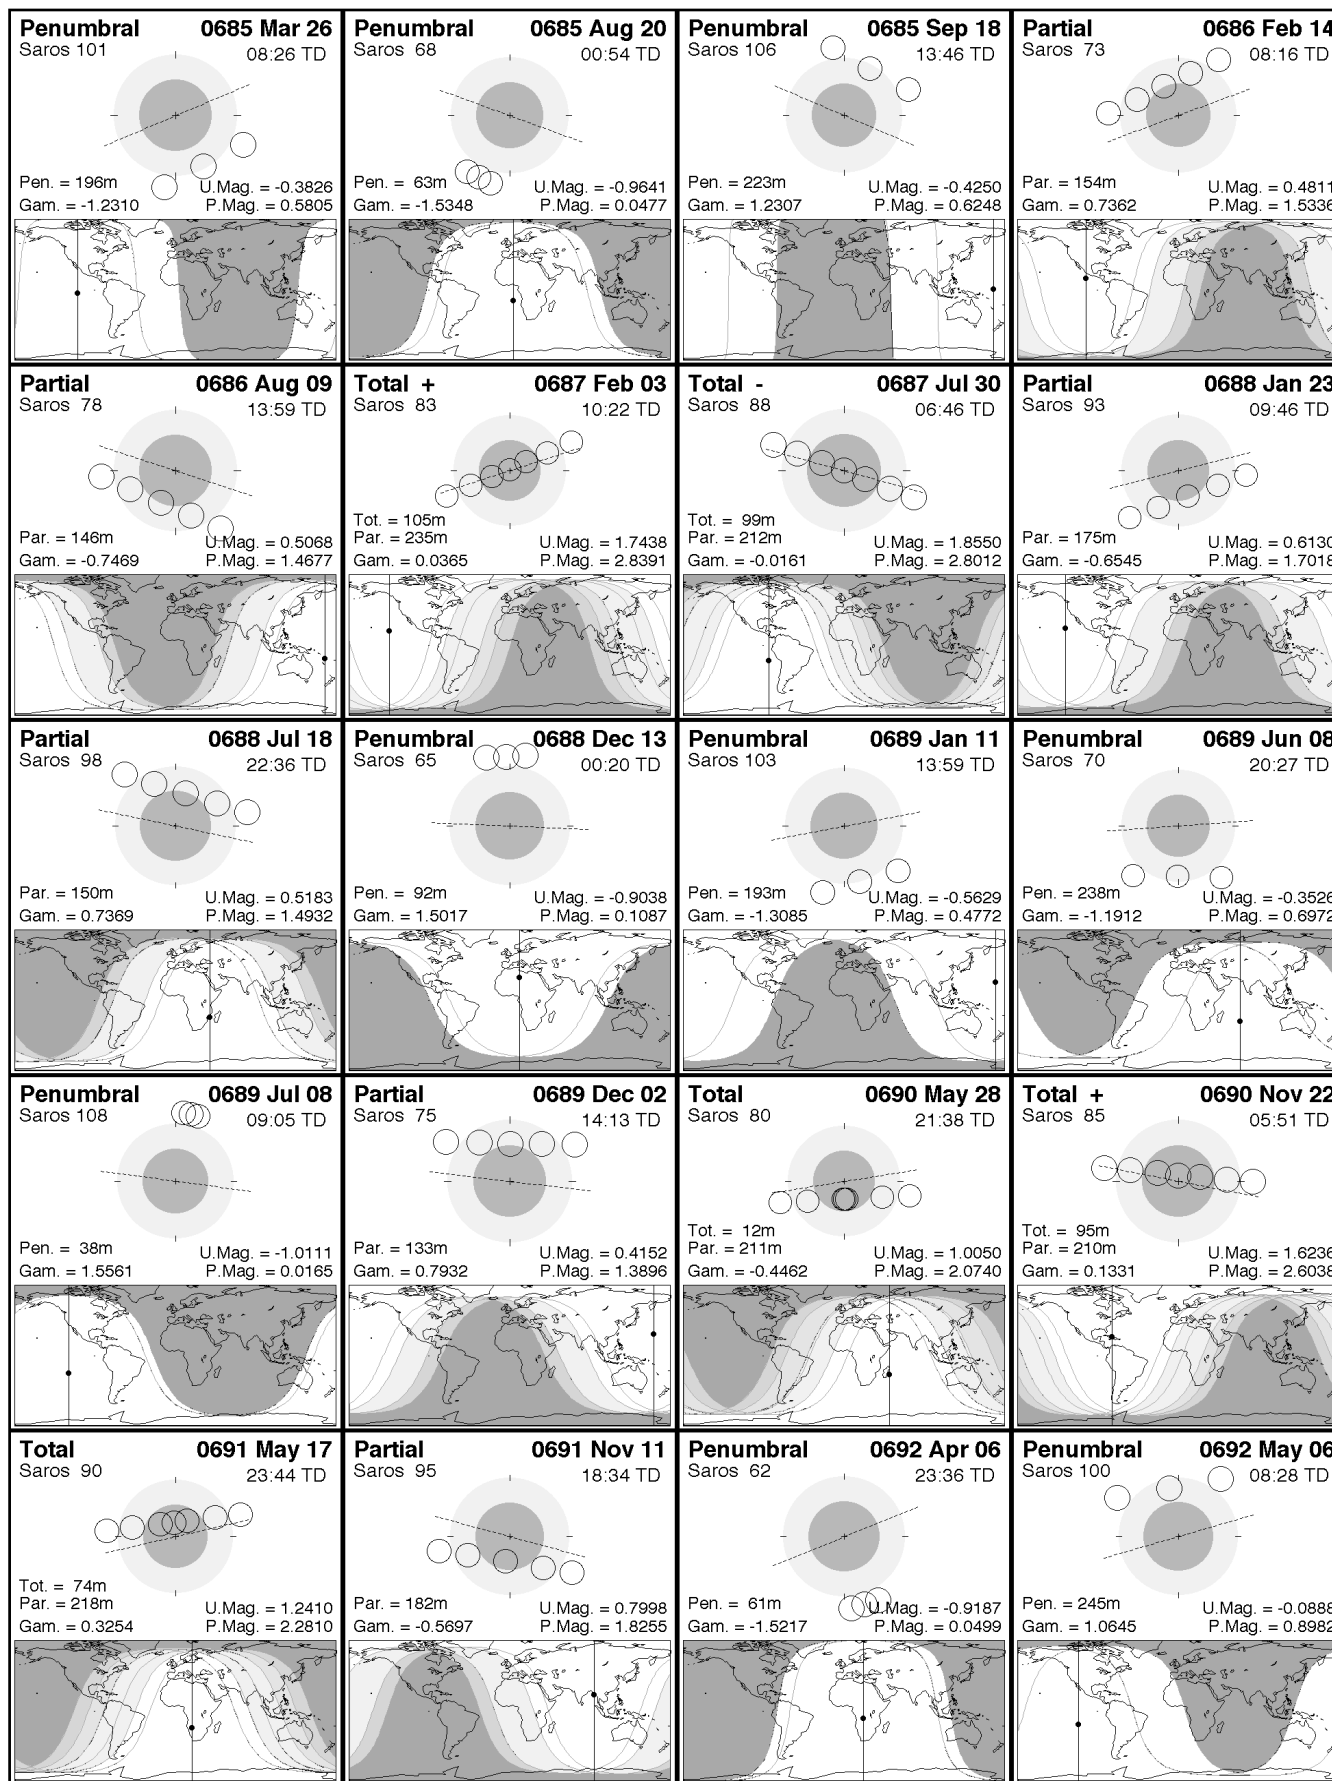 Penumbral 0685 Mar 26
Saros 101 08:26 TD
Pen. = 196m U.Mag. = -0.3826
Gam. = -1.2310 P.Mag. = 0.5805
Penumbral 0685 Aug 20
Saros 68 00:54 TD
Pen. = 63m U.Mag. = -0.9641
Gam. = -1.5348 P.Mag. = 0.0477
Penumbral 0685 Sep 18
Saros 106 13:46 TD
Pen. = 223m U.Mag. = -0.4250
Gam. = 1.2307 P.Mag. = 0.6248
Partial 0686 Feb 14
Saros 73 08:16 TD
Par. = 154m U.Mag. = 0.4811
Gam. = 0.7362 P.Mag. = 1.5336
Partial 0686 Aug 09
Saros 78 13:59 TD
Par. = 146m U.Mag. = 0.5068
Gam. = -0.7469 P.Mag. = 1.4677
Total + 0687 Feb 03
Saros 83 10:22 TD
Tot. = 105m
Par. = 235m U.Mag. = 1.7438
Gam. = 0.0365 P.Mag. = 2.8391
Total - 0687 Jul 30
Saros 88 06:46 TD
Tot. = 99m
Par. = 212m U.Mag. = 1.8550
Gam. = -0.0161 P.Mag. = 2.8012
Partial 0688 Jan 23
Saros 93 09:46 TD
Par. = 175m U.Mag. = 0.6130
Gam. = -0.6545 P.Mag. = 1.7018
Partial 0688 Jul 18
Saros 98 22:36 TD
Par. = 150m U.Mag. = 0.5183
Gam. = 0.7369 P.Mag. = 1.4932
Penumbral 0688 Dec 13
Saros 65 00:20 TD
Pen. = 92m U.Mag. = -0.9038
Gam. = 1.5017 P.Mag. = 0.1087
Penumbral 0689 Jan 11
Saros 103 13:59 TD
Pen. = 193m U.Mag. = -0.5629
Gam. = -1.3085 P.Mag. = 0.4772
Penumbral 0689 Jun 08
Saros 70 20:27 TD
Pen. = 238m U.Mag. = -0.3526
Gam. = -1.1912 P.Mag. = 0.6972
Penumbral 0689 Jul 08
Saros 108 09:05 TD
Pen. = 38m U.Mag. = -1.0111
Gam. = 1.5561 P.Mag. = 0.0165
Partial 0689 Dec 02
Saros 75 14:13 TD
Par. = 133m U.Mag. = 0.4152
Gam. = 0.7932 P.Mag. = 1.3896
Total 0690 May 28
Saros 80 21:38 TD
Tot. = 12m
Par. = 211m U.Mag. = 1.0050
Gam. = -0.4462 P.Mag. = 2.0740
Total + 0690 Nov 22
Saros 85 05:51 TD
Tot. = 95m
Par. = 210m U.Mag. = 1.6236
Gam. = 0.1331 P.Mag. = 2.6038
Total 0691 May 17
Saros 90 23:44 TD
Tot. = 74m
Par. = 218m U.Mag. = 1.2410
Gam. = 0.3254 P.Mag. = 2.2810
Partial 0691 Nov 11
Saros 95 18:34 TD
Par. = 182m U.Mag. = 0.7998
Gam. = -0.5697 P.Mag. = 1.8255
Penumbral 0692 Apr 06
Saros 62 23:36 TD
Pen. = 61m U.Mag. = -0.9187
Gam. = -1.5217 P.Mag. = 0.0499
Penumbral 0692 May 06
Saros 100 08:28 TD
Pen. = 245m U.Mag. = -0.0888
Gam. = 1.0645 P.Mag. = 0.8982